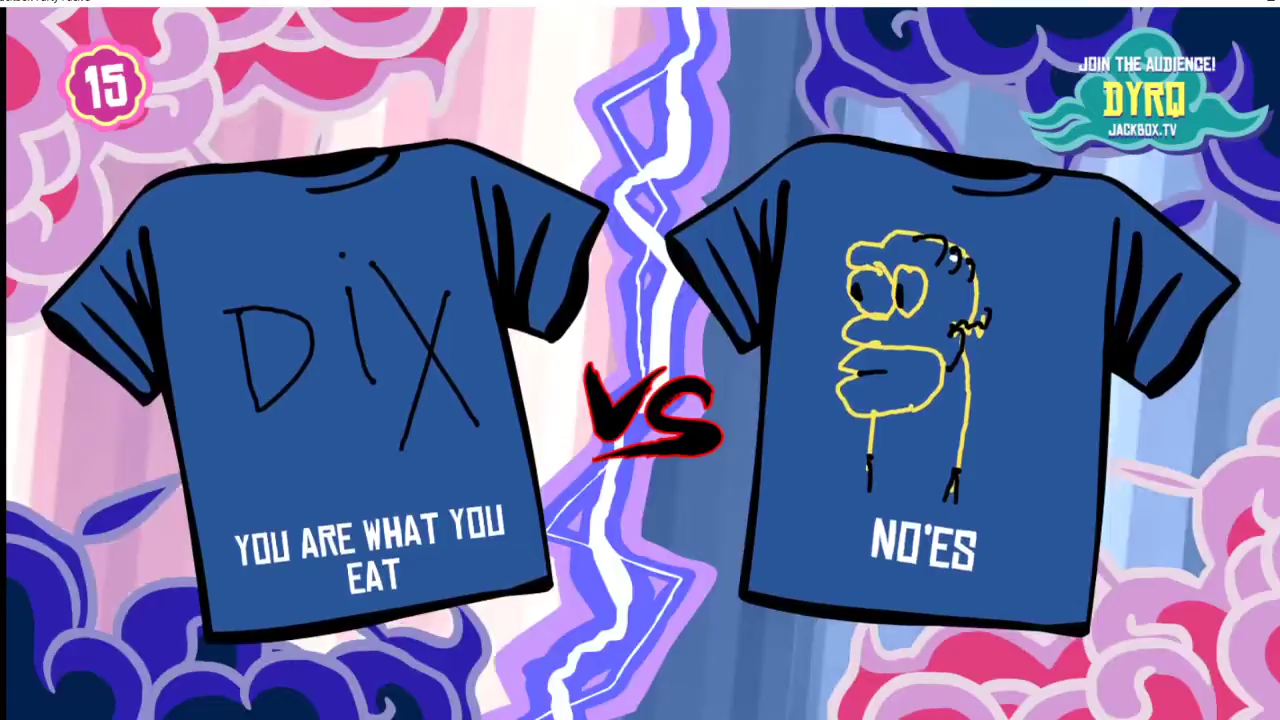 15
JOIN THE AUDIENCE!
DYRQ
JACKBOX.TV
DiX
YOU ARE WHAT YOU
EAT
VS
NO'ES